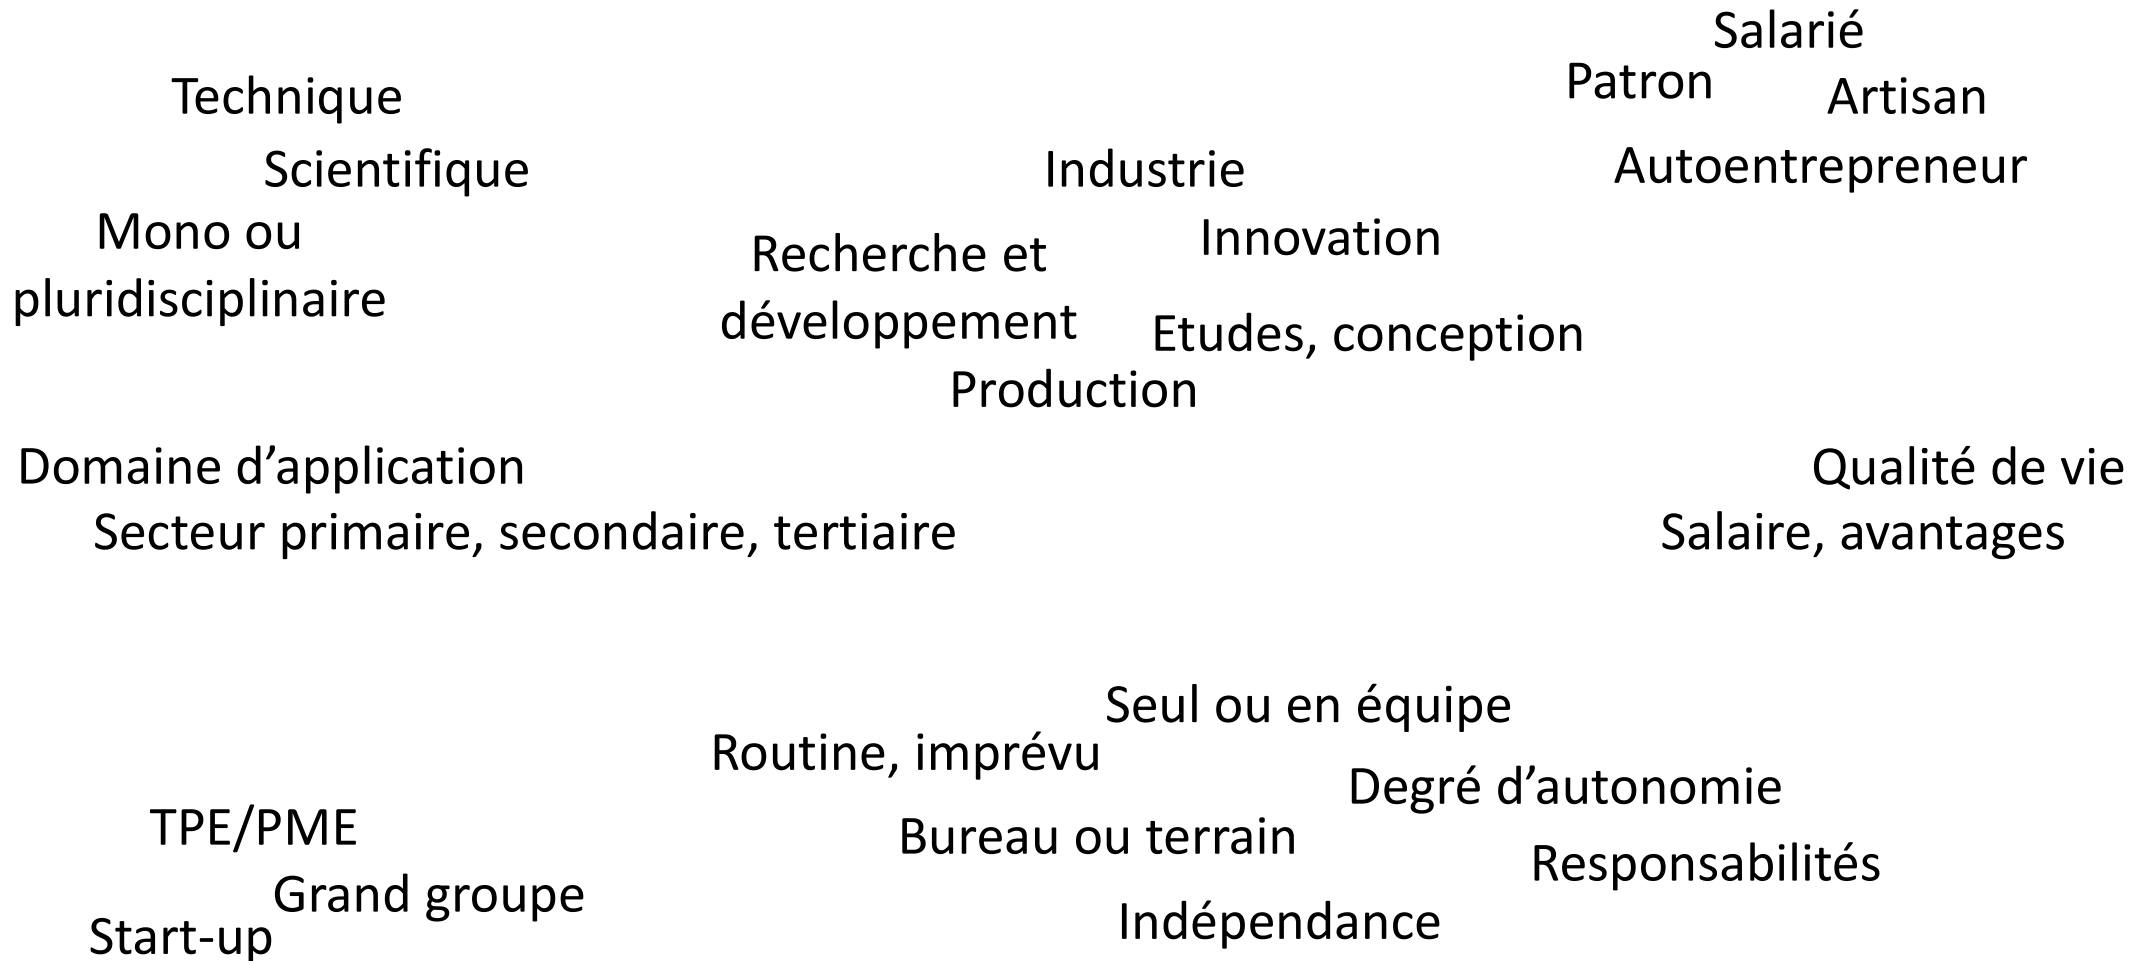 Salarié
Patron
Artisan
Technique
Autoentrepreneur
Scientifique
Industrie
Mono ou
pluridisciplinaire
Innovation
Recherche et
développement
Etudes, conception
Production
Domaine d’application
Secteur primaire, secondaire, tertiaire
Qualité de vie
Salaire, avantages
Seul ou en équipe
Routine, imprévu
Degré d’autonomie
Bureau ou terrain
Responsabilités
Indépendance
TPE/PME
Grand groupe
Start-up